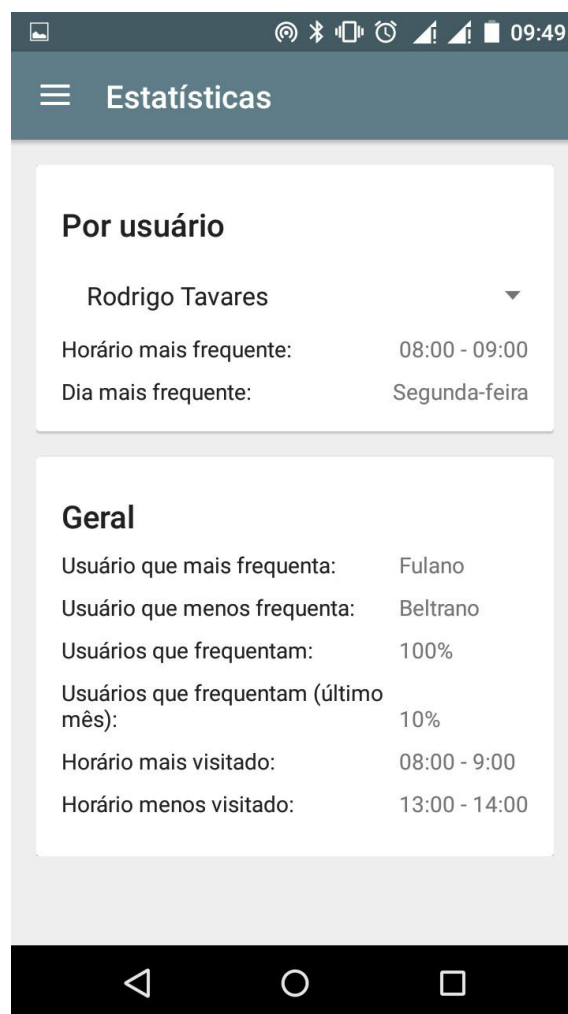 09:49
Estatísticas
Por usuário
Rodrigo Tavares
Horário mais frequente: 08:00 - 09:00
Dia mais frequente: Segunda-feira
Geral
Usuário que mais frequenta: Fulano
Usuário que menos frequenta: Beltrano
Usuários que frequentam: 100%
Usuários que frequentam (último
mês): 10%
Horário mais visitado: 08:00 - 9:00
Horário menos visitado: 13:00 - 14:00